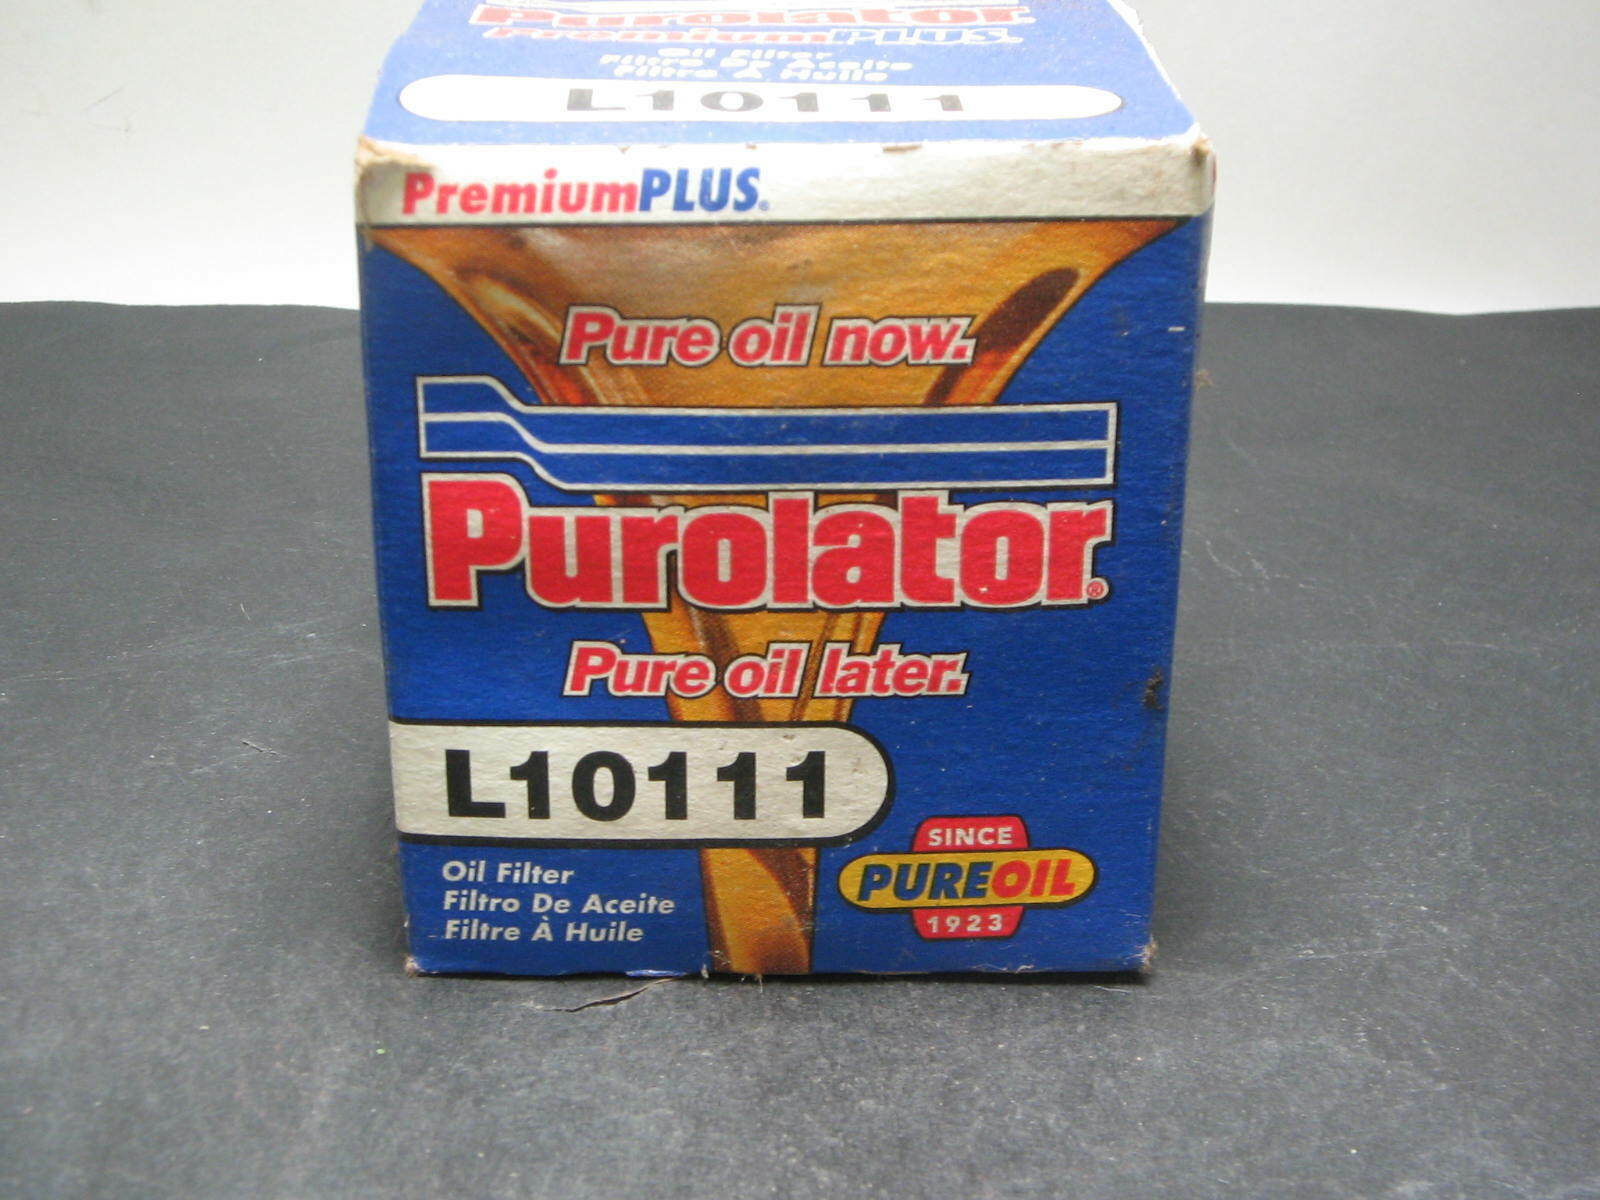 Purolator
PremiumPLUS.
Oil Filter
Filtro De Aceite
Filtre À Huile
L10111
PremiumPLUS®
Pure oil now.
Purolator®
Pure oil later.
L10111
Oil Filter
Filtro De Aceite
Filtre À Huile
SINCE
PUREOIL
1923